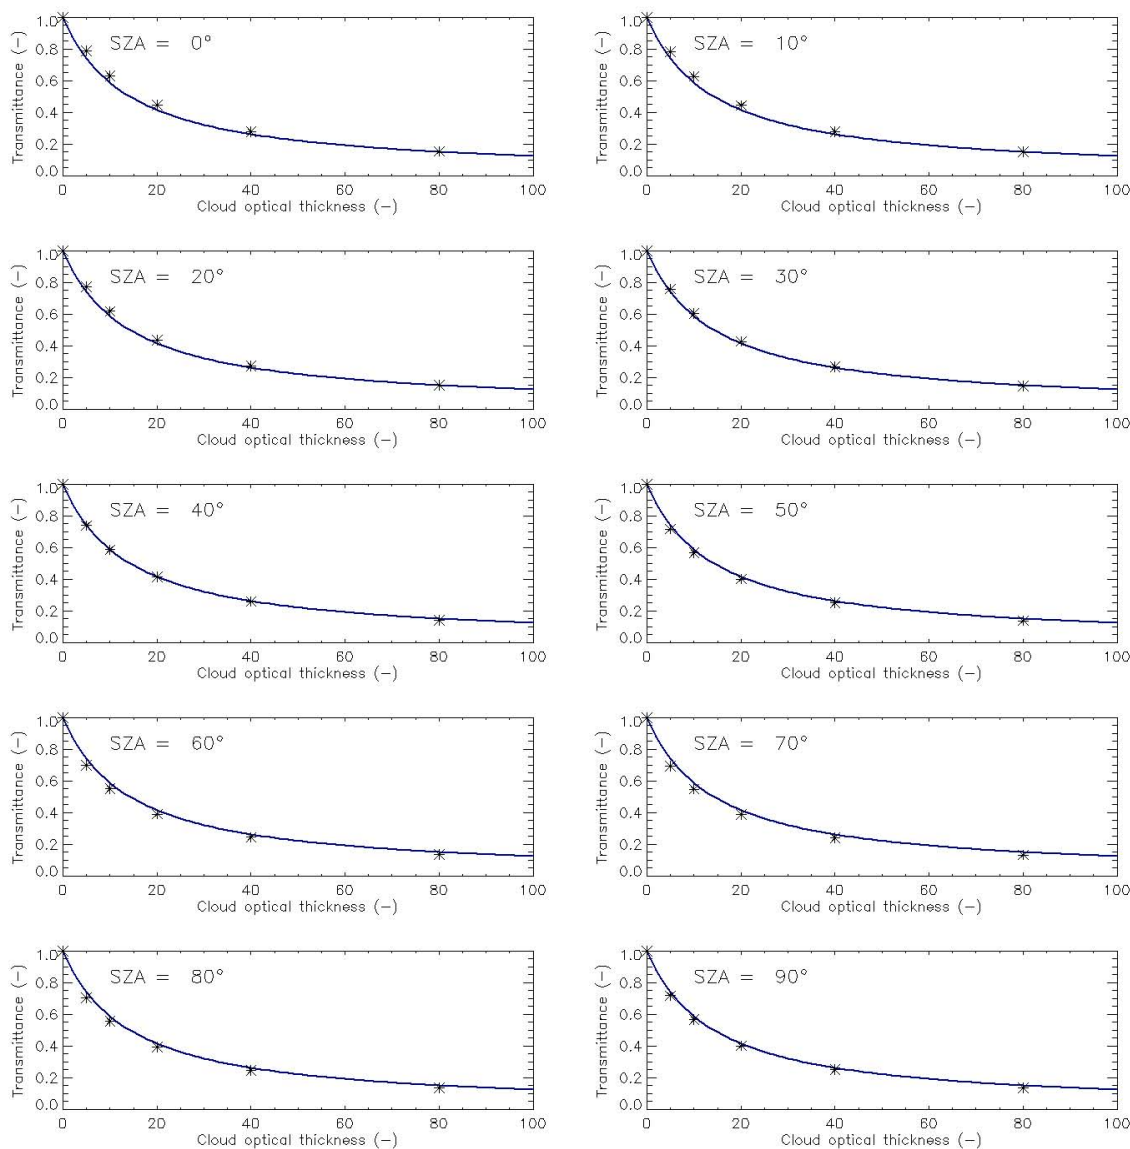 Transmittance (−)
1.0
0.8
0.6
0.4
0.2
0.0
SZA = 0°
0 20 40 60 80 100
Cloud optical thickness (−)
Transmittance (−)
1.0
0.8
0.6
0.4
0.2
0.0
SZA = 10°
0 20 40 60 80 100
Cloud optical thickness (−)
Transmittance (−)
1.0
0.8
0.6
0.4
0.2
0.0
SZA = 20°
0 20 40 60 80 100
Cloud optical thickness (−)
Transmittance (−)
1.0
0.8
0.6
0.4
0.2
0.0
SZA = 30°
0 20 40 60 80 100
Cloud optical thickness (−)
Transmittance (−)
1.0
0.8
0.6
0.4
0.2
0.0
SZA = 40°
0 20 40 60 80 100
Cloud optical thickness (−)
Transmittance (−)
1.0
0.8
0.6
0.4
0.2
0.0
SZA = 50°
0 20 40 60 80 100
Cloud optical thickness (−)
Transmittance (−)
1.0
0.8
0.6
0.4
0.2
0.0
SZA = 60°
0 20 40 60 80 100
Cloud optical thickness (−)
Transmittance (−)
1.0
0.8
0.6
0.4
0.2
0.0
SZA = 70°
0 20 40 60 80 100
Cloud optical thickness (−)
Transmittance (−)
1.0
0.8
0.6
0.4
0.2
0.0
SZA = 80°
0 20 40 60 80 100
Cloud optical thickness (−)
Transmittance (−)
1.0
0.8
0.6
0.4
0.2
0.0
SZA = 90°
0 20 40 60 80 100
Cloud optical thickness (−)